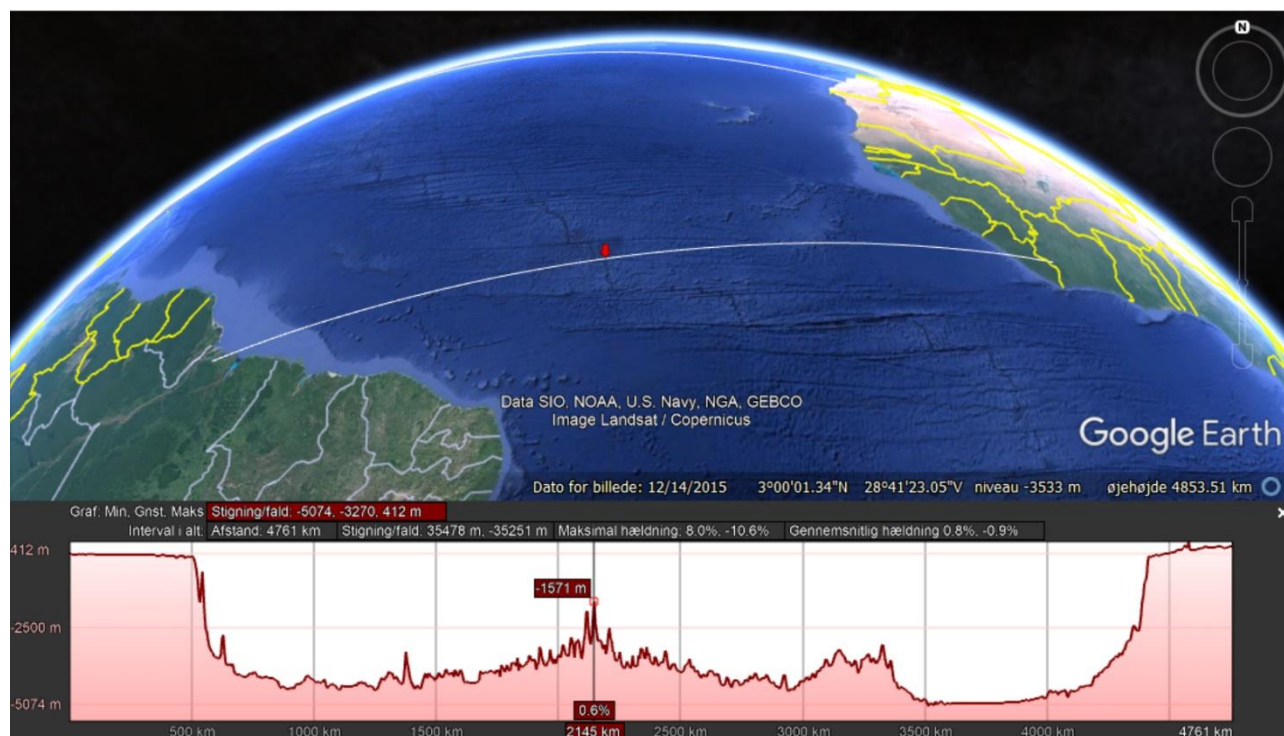 N
Data SIO, NOAA, U.S. Navy, NGA, GEBCO
Image Landsat / Copernicus
Google Earth
Dato for billede: 12/14/2015 3°00'01.34"N 28°41'23.05"V niveau -3533 m øjehøjde 4853.51 km
Graf: Min. Gnst. Maks Stigning/fald: -5074, -3270, 412 m
Interval i alt: Afstand: 4761 km Stigning/fald: 35478 m, -35251 m Maksimal hældning: 8.0%, -10.6% Gennemsnitlig hældning 0.8%, -0.9%
412 m
-1571 m
-2500 m
-5074 m
0.6%
500 km 1000 km 1500 km 2145 km 2500 km 3000 km 3500 km 4000 km 4761 km